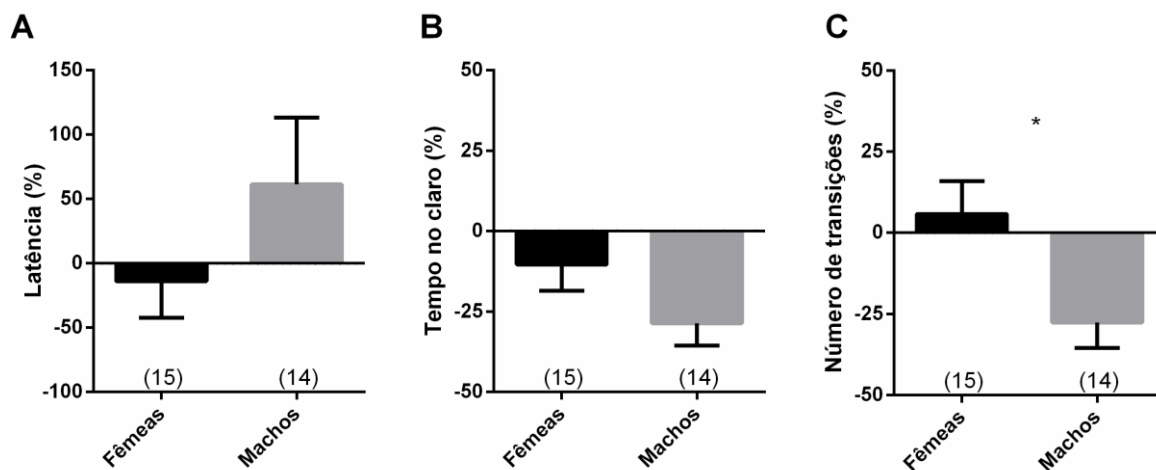 A
Latência (%)
150
100
50
0
-50
-100
(15)
(14)
Fêmeas
Machos
B
Tempo no claro (%)
50
25
0
-25
-50
(15)
(14)
Fêmeas
Machos
C
Número de transições (%)
50
25
0
-25
-50
*
(15)
(14)
Fêmeas
Machos